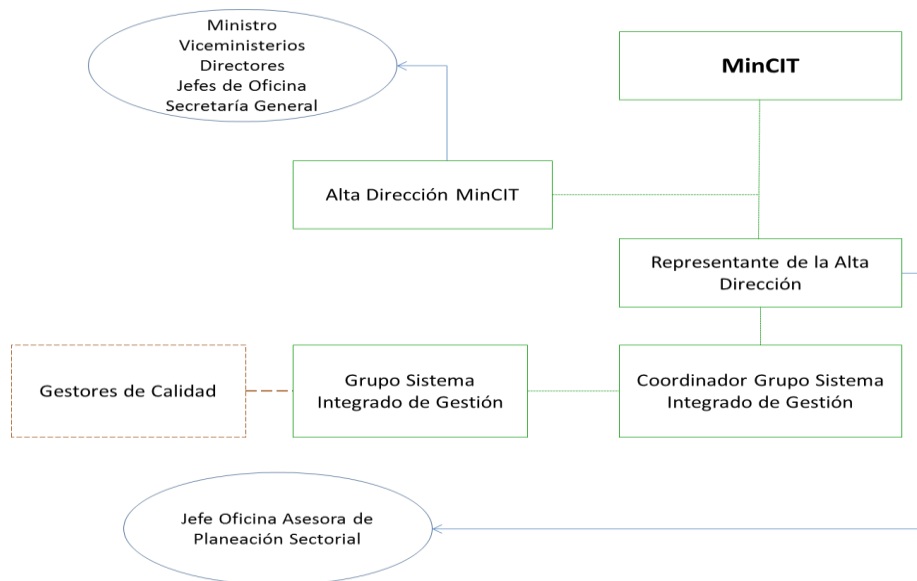 Ministro
Viceministerios
Directores
Jefes de Oficina
Secretaría General
MinCIT
Alta Dirección MinCIT
Representante de la Alta
Dirección
Gestores de Calidad
Grupo Sistema
Integrado de Gestión
Coordinador Grupo Sistema
Integrado de Gestión
Jefe Oficina Asesora de
Planeación Sectorial